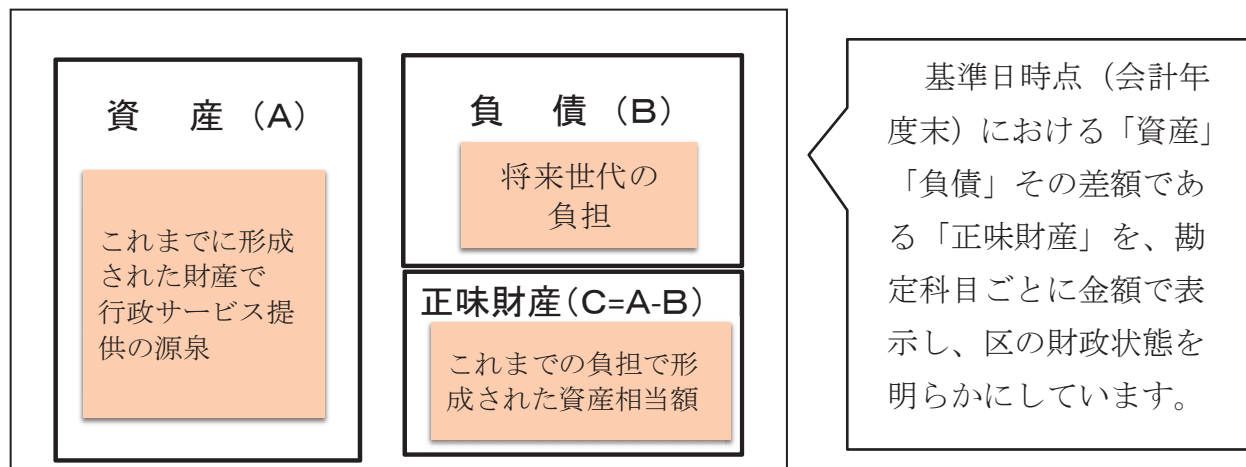 資 産（A）
これまでに形成
された財産で
行政サービス提
供の源泉
負 債（B）
将来世代の
負担
正味財産（C=A-B）
これまでの負担で形
成された資産相当額
基準日時点（会計年
度末）における「資産」
「負債」その差額であ
る「正味財産」を、勘
定科目ごとに金額で表
示し、区の財政状態を
明らかにしています。